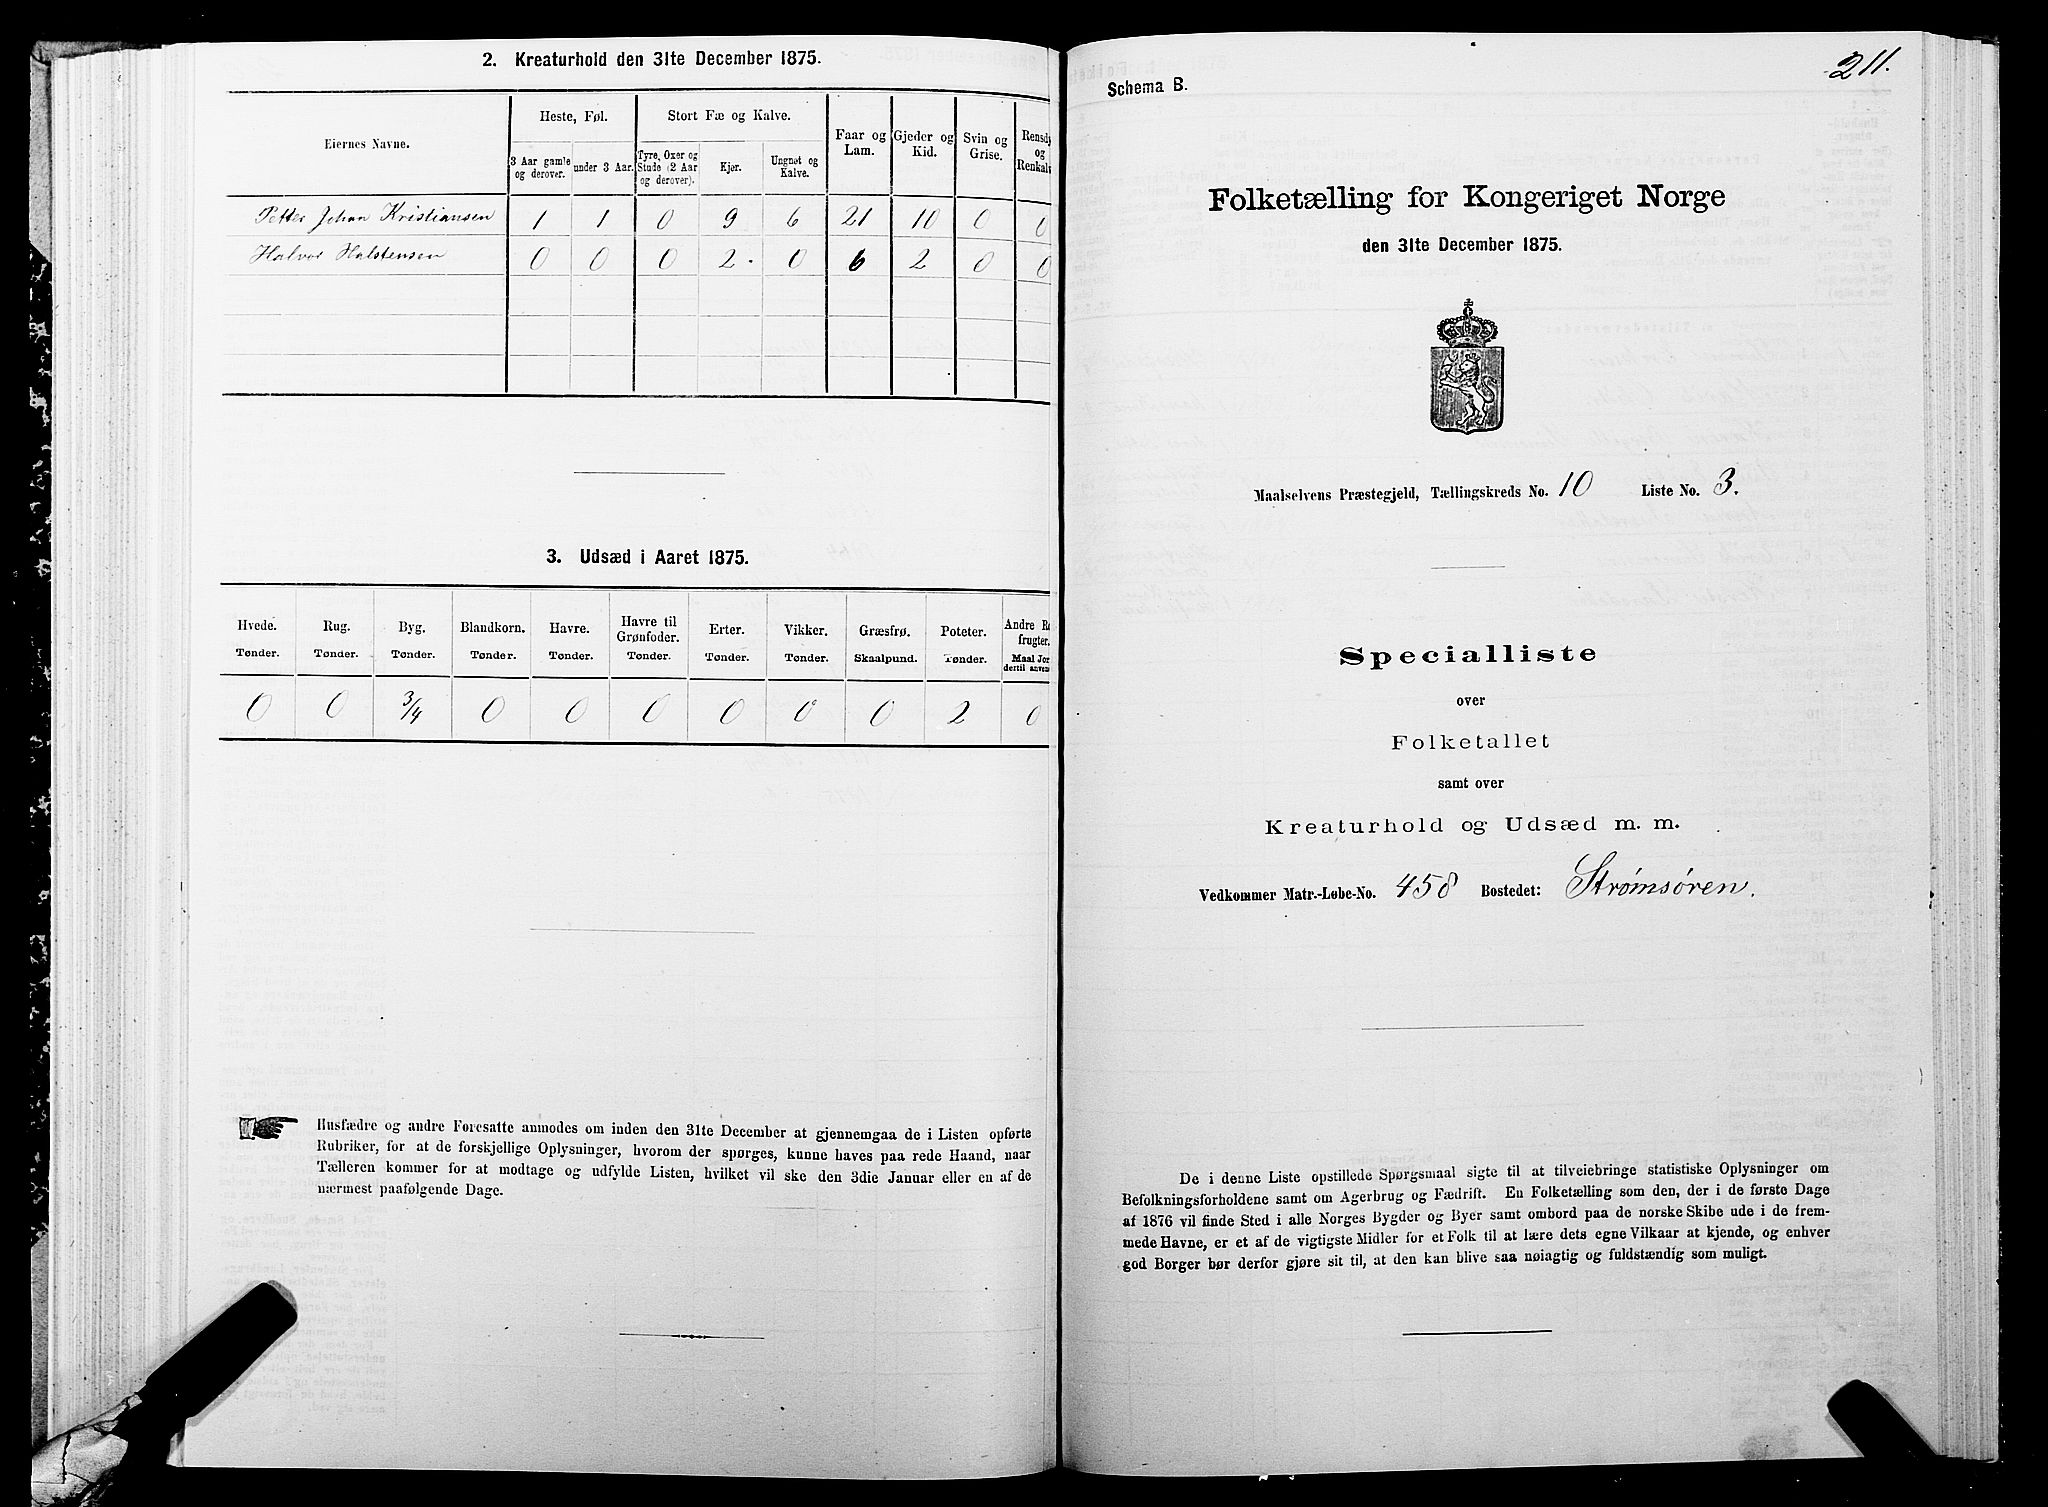 2. Kreaturhold den 31te December 1875.
Eiernes Navne. Heste, Føl. Stort Fæ og Kalve. Faar og Lam. Gjeder og Kid. Svin og Grise. Rensdy og Renkalv
3 Aar gamle og derover. under 3 Aar. Tyre, Oxer og Stude (2 Aar og derover). Kjør. Ungnøt og Kalve.
Petter Johan Kristiansen 1 1 0 9 6 21 10 0 0
Halvor Halstensen 0 0 0 2. 0 6 2 0 0
3. Udsæd i Aaret 1875.
Hvede. Rug. Byg. Blandkorn. Havre. Havre til Grønfoder. Erter. Vikker. Græsfrø. Poteter. Andre Ro frugter.
Tønder. Tønder. Tønder. Tønder. Tønder. Tønder. Tønder. Tønder. Skaalpund. Tønder. Maal Jor dertil anven
0 0 3/4 0 0 0 0 0 0 2 0
Husfædre og andre Foresatte anmodes om inden den 31te December at gjennemgaa de i Listen opførte
Rubriker, for at de forskjellige Oplysninger, hvorom der spørges, kunne haves paa rede Haand, naar
Tælleren kommer for at modtage og udfylde Listen, hvilket vil ske den 3die Januar eller en af de
nærmest paafølgende Dage.
211.
Schema B.
Folketælling for Kongeriget Norge
den 31te December 1875.
Maalselvens Præstegjeld, Tællingskreds No. 10 Liste No. 3.
Specialliste
over
Folketallet
samt over
Kreaturhold og Udsæd m. m.
Vedkommer Matr.-Løbe-No. 458 Bostedet: Strømsøren.
De i denne Liste opstillede Spørgsmaal sigte til at tilveiebringe statistiske Oplysninger om
Befolkningsforholdene samt om Agerbrug og Fædrift. En Folketælling som den, der i de første Dage
af 1876 vil finde Sted i alle Norges Bygder og Byer samt ombord paa de norske Skibe ude i de frem-
mede Havne, er et af de vigtigste Midler for et Folk til at lære dets egne Vilkaar at kjende, og enhver
god Borger bør derfor gjøre sit til, at den kan blive saa nøiagtig og fuldstændig som muligt.